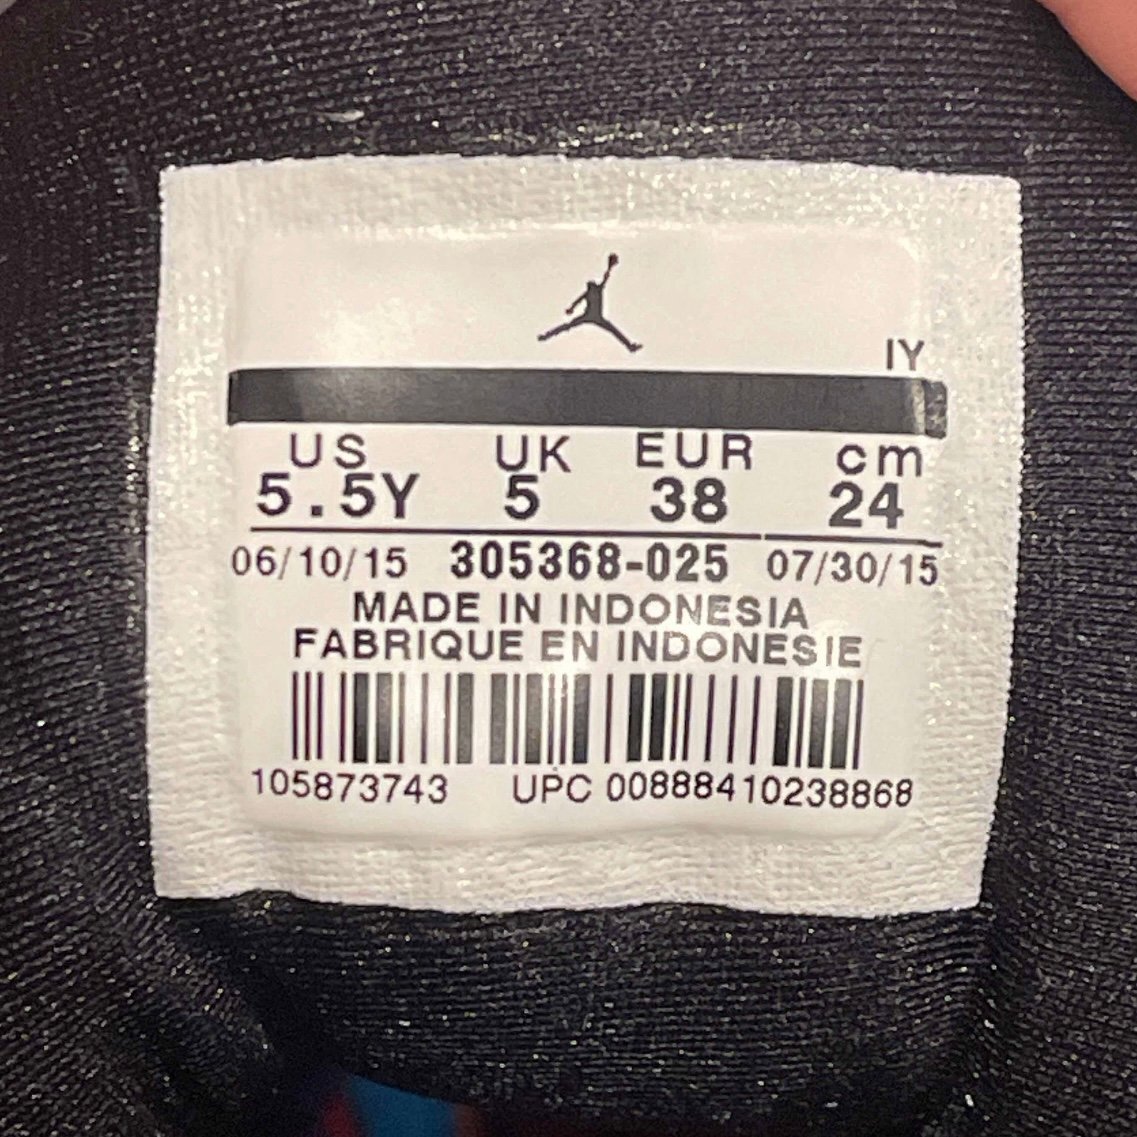 IY
US UK EUR cm
5.5Y 5 38 24
06/10/15 305368-025 07/30/15
MADE IN INDONESIA
FABRIQUE EN INDONESIE
105873743 UPC 00888410238868